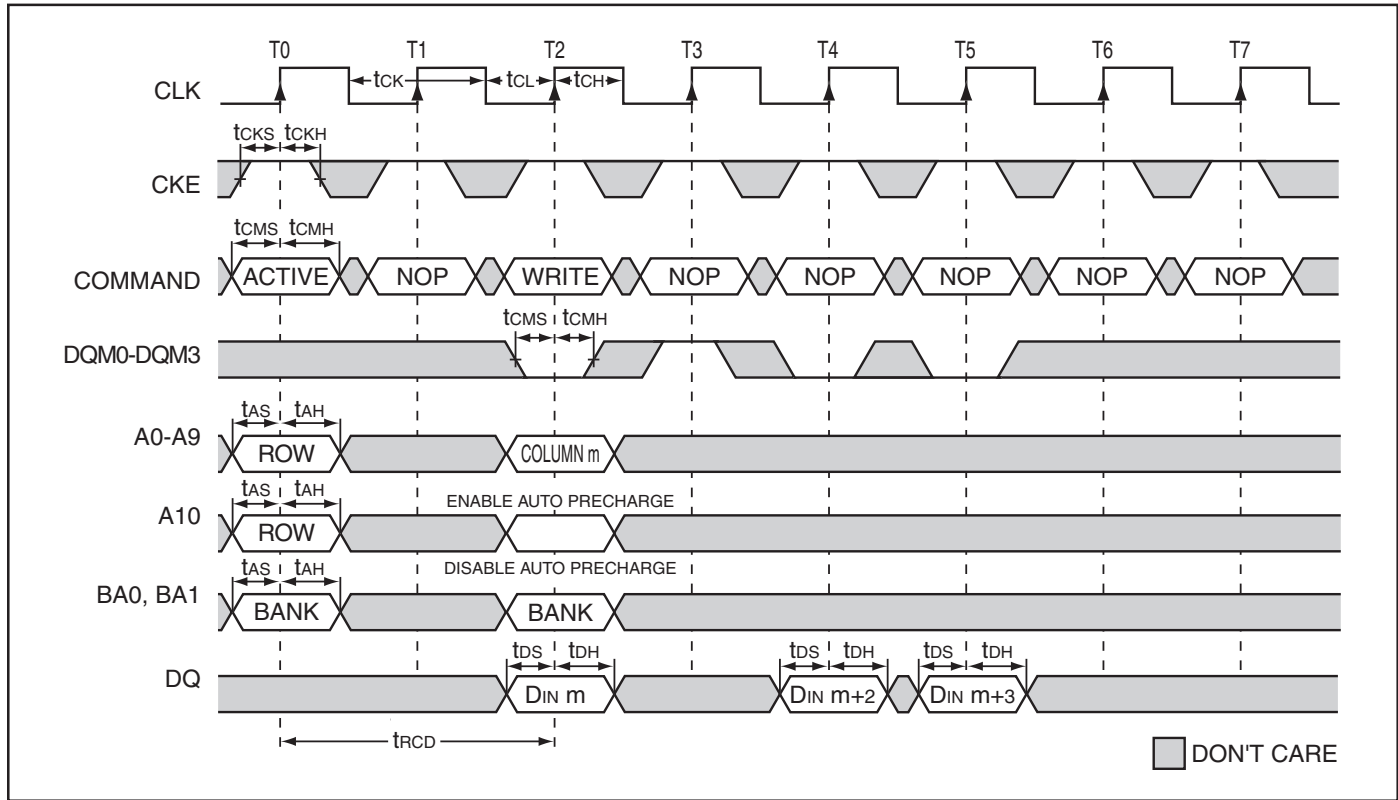 T0 T1 T2 T3 T4 T5 T6 T7
CLK tCK tCL tCH
tCKS tCKH
CKE
tCMS tCMH
COMMAND ACTIVE NOP WRITE NOP NOP NOP NOP NOP
tCMS tCMH
DQM0-DQM3
tAS tAH
A0-A9 ROW COLUMN m
tAS tAH ENABLE AUTO PRECHARGE
A10 ROW
tAS tAH DISABLE AUTO PRECHARGE
BA0, BA1 BANK BANK
tDS tDH tDS tDH tDS tDH
DQ DIN m DIN m+2 DIN m+3
tRCD
DON'T CARE